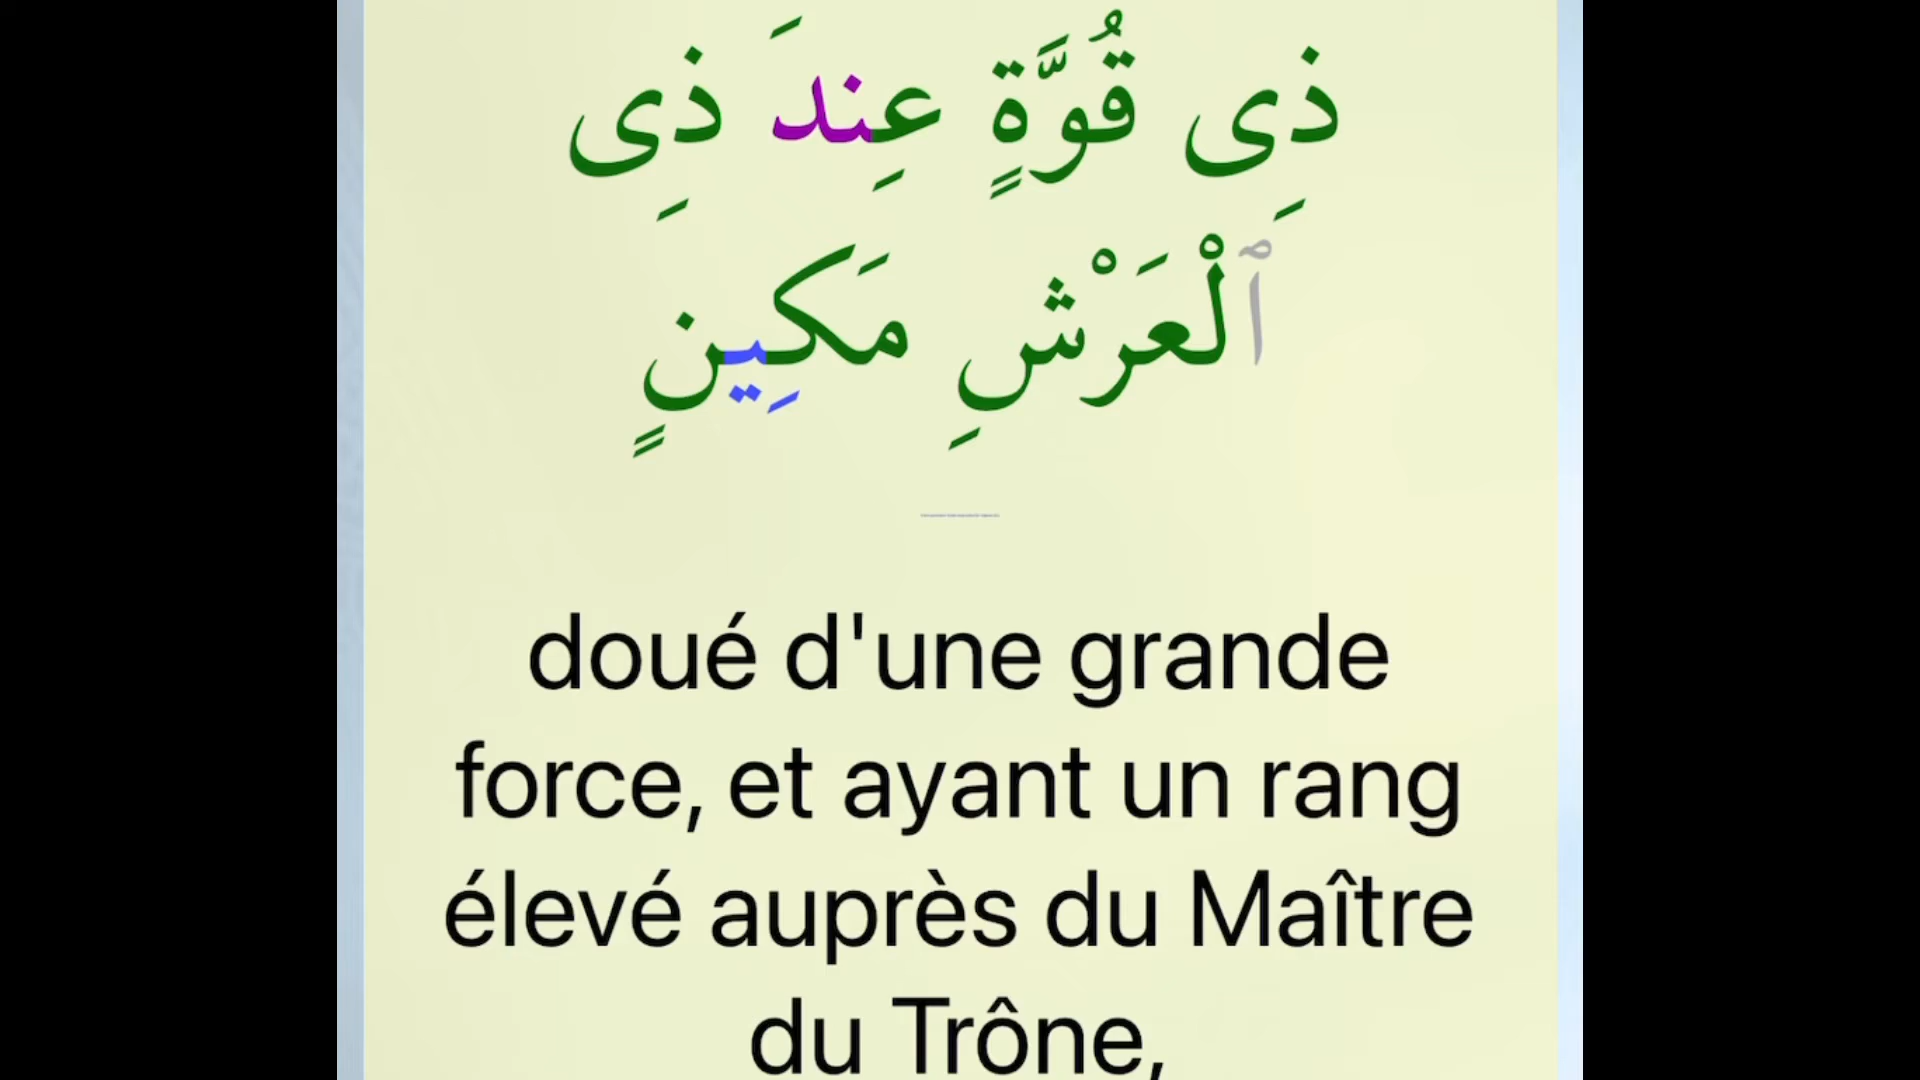 ذِى قُوَّةٍ عِندَ ذِى
ٱلْعَرْشِ مَكِينٍ
doué d'une grande
force, et ayant un rang
élevé auprès du Maître
du Trône,